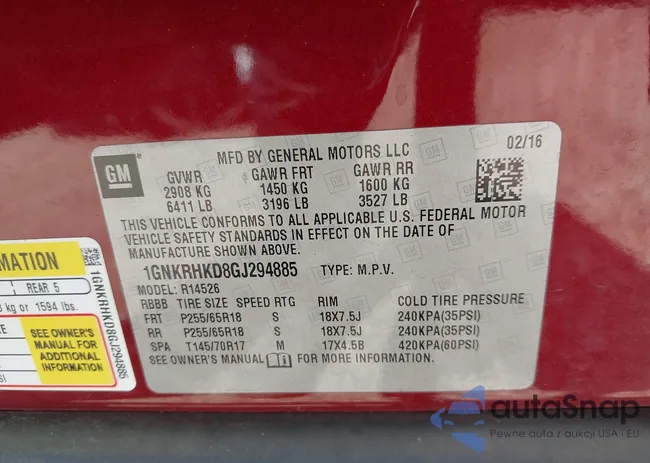 MFD BY GENERAL MOTORS LLC 02/16
GM
GVWR GAWR FRT GAWR RR
2908 KG 1450 KG 1600 KG
6411 LB 3196 LB 3527 LB
THIS VEHICLE CONFORMS TO ALL APPLICABLE U.S. FEDERAL MOTOR
VEHICLE SAFETY STANDARDS IN EFFECT ON THE DATE OF
MANUFACTURE SHOWN ABOVE.
1GNKRHKD8GJ294885 TYPE: M.P.V.
MODEL: R14526
RBBB TIRE SIZE SPEED RTG RIM COLD TIRE PRESSURE
FRT P255/65R18 S 18X7.5J 240KPA(35PSI)
RR P255/65R18 S 18X7.5J 240KPA(35PSI)
SPA T145/70R17 M 17X4.5B 420KPA(60PSI)
SEE OWNER'S MANUAL FOR MORE INFORMATION.
MATION
REAR 5
kg or 1594 lbs.
SEE OWNER'S
MANUAL FOR
ADDITIONAL
INFORMATION
1GNKRHKD8GJ294885
autoSnap
Pewne auta z aukcji USA i EU